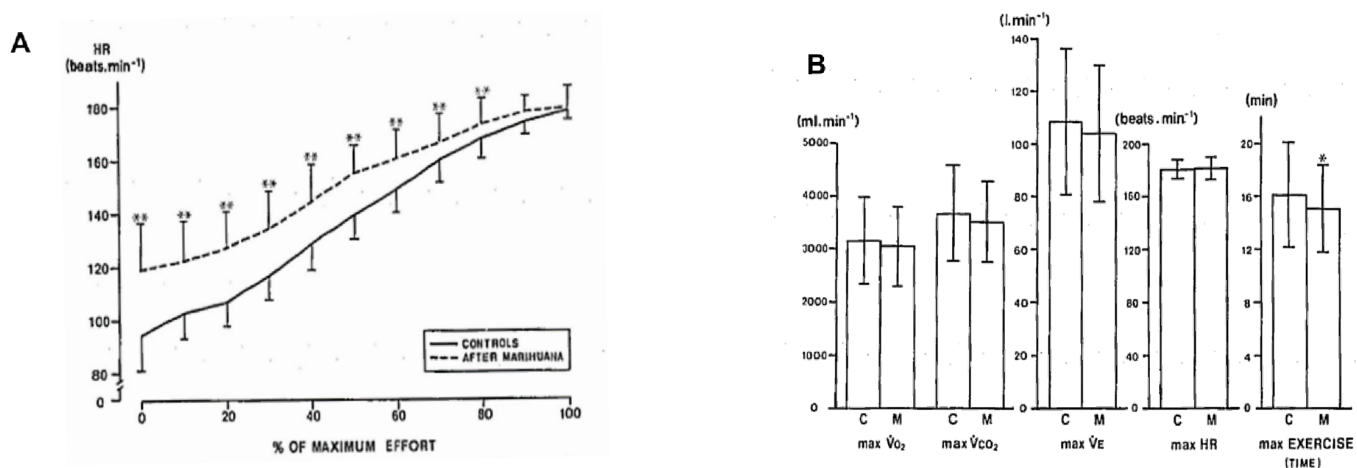 A
HR
(beats.min⁻¹)
180
160
140
120
100
80
0
** ** ** ** ** ** ** ** **
CONTROLS
AFTER MARIHUANA
0 20 40 60 80 100
% OF MAXIMUM EFFORT
B
(ml.min⁻¹)
5000
4000
3000
2000
1000
0
(l.min⁻¹)
140
120
100
80
60
40
20
0
(beats.min⁻¹)
200
160
120
80
40
0
(min)
20
16
12
8
4
0
*
C M C M C M C M C M
max V̇O₂ max V̇CO₂ max V̇E max HR max EXERCISE
(TIME)